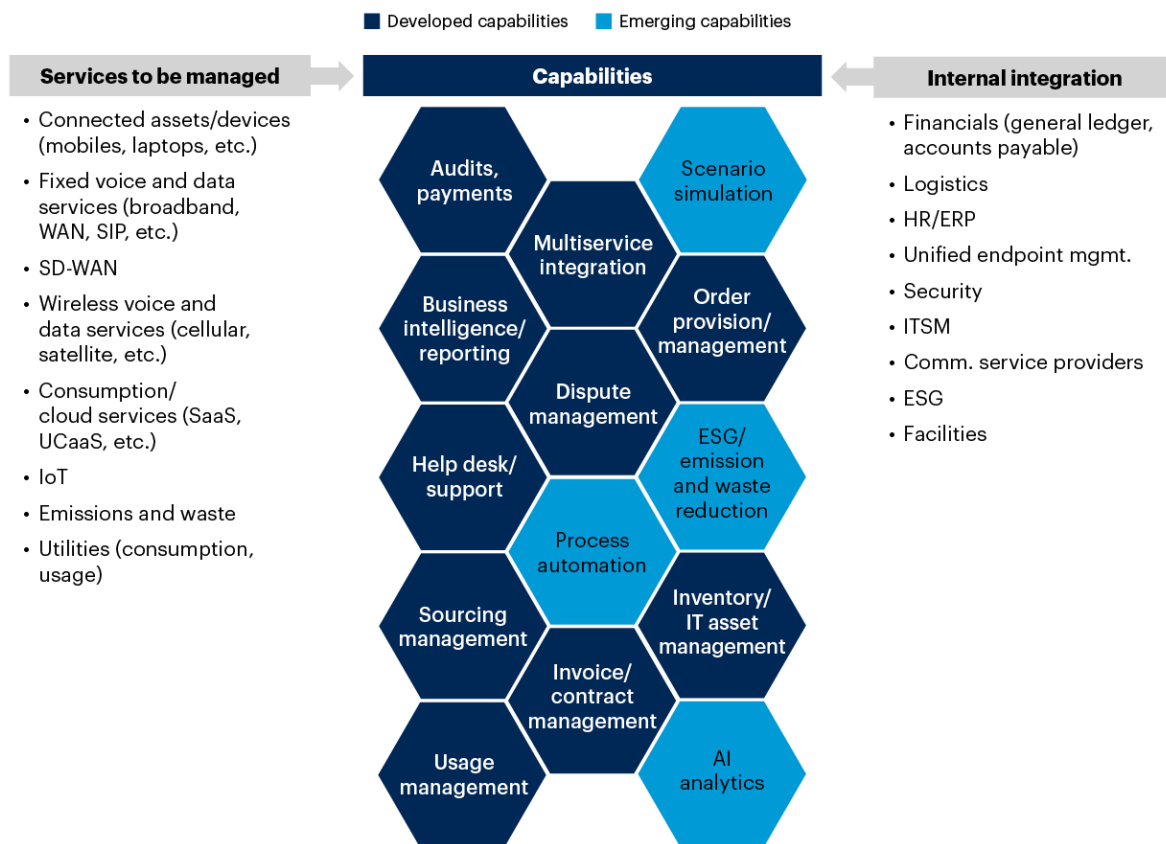 Developed capabilities
Emerging capabilities
Services to be managed
• Connected assets/devices
(mobiles, laptops, etc.)
• Fixed voice and data
services (broadband,
WAN, SIP, etc.)
• SD-WAN
• Wireless voice and
data services (cellular,
satellite, etc.)
• Consumption/
cloud services (SaaS,
UCaaS, etc.)
• IoT
• Emissions and waste
• Utilities (consumption,
usage)
Capabilities
Audits,
payments
Scenario
simulation
Multiservice
integration
Business
intelligence/
reporting
Order
provision/
management
Dispute
management
Help desk/
support
ESG/
emission
and waste
reduction
Process
automation
Sourcing
management
Inventory/
IT asset
management
Invoice/
contract
management
Usage
management
AI
analytics
Internal integration
• Financials (general ledger,
accounts payable)
• Logistics
• HR/ERP
• Unified endpoint mgmt.
• Security
• ITSM
• Comm. service providers
• ESG
• Facilities